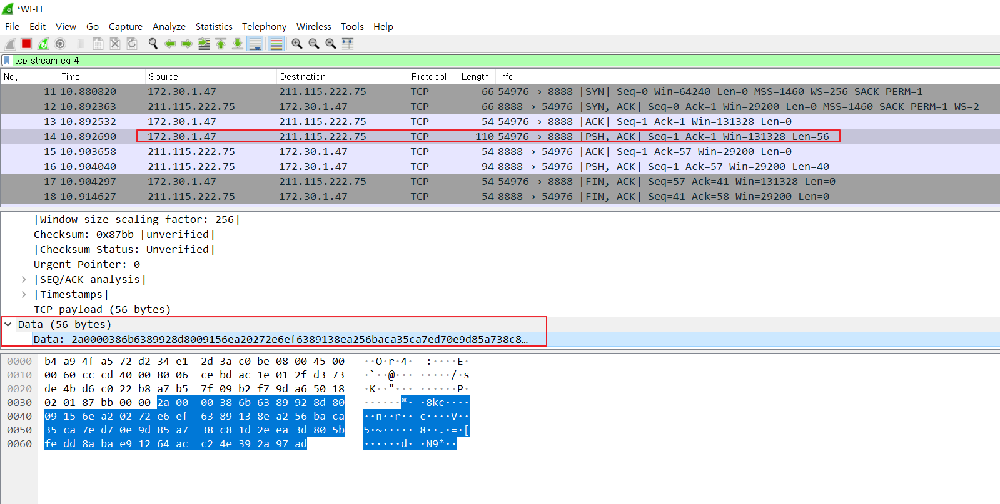 *Wi-Fi
File Edit View Go Capture Analyze Statistics Telephony Wireless Tools Help
tcp.stream eq 4
No. Time Source Destination Protocol Length Info
11 10.880820 172.30.1.47 211.115.222.75 TCP 66 54976 → 8888 [SYN] Seq=0 Win=64240 Len=0 MSS=1460 WS=256 SACK_PERM=1
12 10.892363 211.115.222.75 172.30.1.47 TCP 66 8888 → 54976 [SYN, ACK] Seq=0 Ack=1 Win=29200 Len=0 MSS=1460 SACK_PERM=1 WS=2
13 10.892532 172.30.1.47 211.115.222.75 TCP 54 54976 → 8888 [ACK] Seq=1 Ack=1 Win=131328 Len=0
14 10.892690 172.30.1.47 211.115.222.75 TCP 110 54976 → 8888 [PSH, ACK] Seq=1 Ack=1 Win=131328 Len=56
15 10.903658 211.115.222.75 172.30.1.47 TCP 54 8888 → 54976 [ACK] Seq=1 Ack=57 Win=29200 Len=0
16 10.904040 211.115.222.75 172.30.1.47 TCP 94 8888 → 54976 [PSH, ACK] Seq=1 Ack=57 Win=29200 Len=40
17 10.904297 172.30.1.47 211.115.222.75 TCP 54 54976 → 8888 [FIN, ACK] Seq=57 Ack=41 Win=131328 Len=0
18 10.914627 211.115.222.75 172.30.1.47 TCP 54 8888 → 54976 [FIN, ACK] Seq=41 Ack=58 Win=29200 Len=0
[Window size scaling factor: 256]
Checksum: 0x87bb [unverified]
[Checksum Status: Unverified]
Urgent Pointer: 0
[SEQ/ACK analysis]
[Timestamps]
TCP payload (56 bytes)
Data (56 bytes)
Data: 2a0000386b6389928d8009156ea20272e6ef6389138ea256baca35ca7ed70e9d85a738c8…
0000 b4 a9 4f a5 72 d2 34 e1 2d 3a c0 be 08 00 45 00 ··O·r·4· -:····E·
0010 00 60 cc cd 40 00 80 06 ce bd ac 1e 01 2f d3 73 ·`··@··· ·····/·s
0020 de 4b d6 c0 22 b8 a7 b5 7f 09 b2 f7 9d a6 50 18 ·K··"··· ······P·
0030 02 01 87 bb 00 00 2a 00 00 38 6b 63 89 92 8d 80 ······*· ·8kc····
0040 09 15 6e a2 02 72 e6 ef 63 89 13 8e a2 56 ba ca ··n··r·· c····V··
0050 35 ca 7e d7 0e 9d 85 a7 38 c8 1d 2e ea 3d 80 5b 5·~····· 8··.·=·[
0060 fe dd 8a ba e9 12 64 ac c2 4e 39 2a 97 ad ······d· ·N9*··